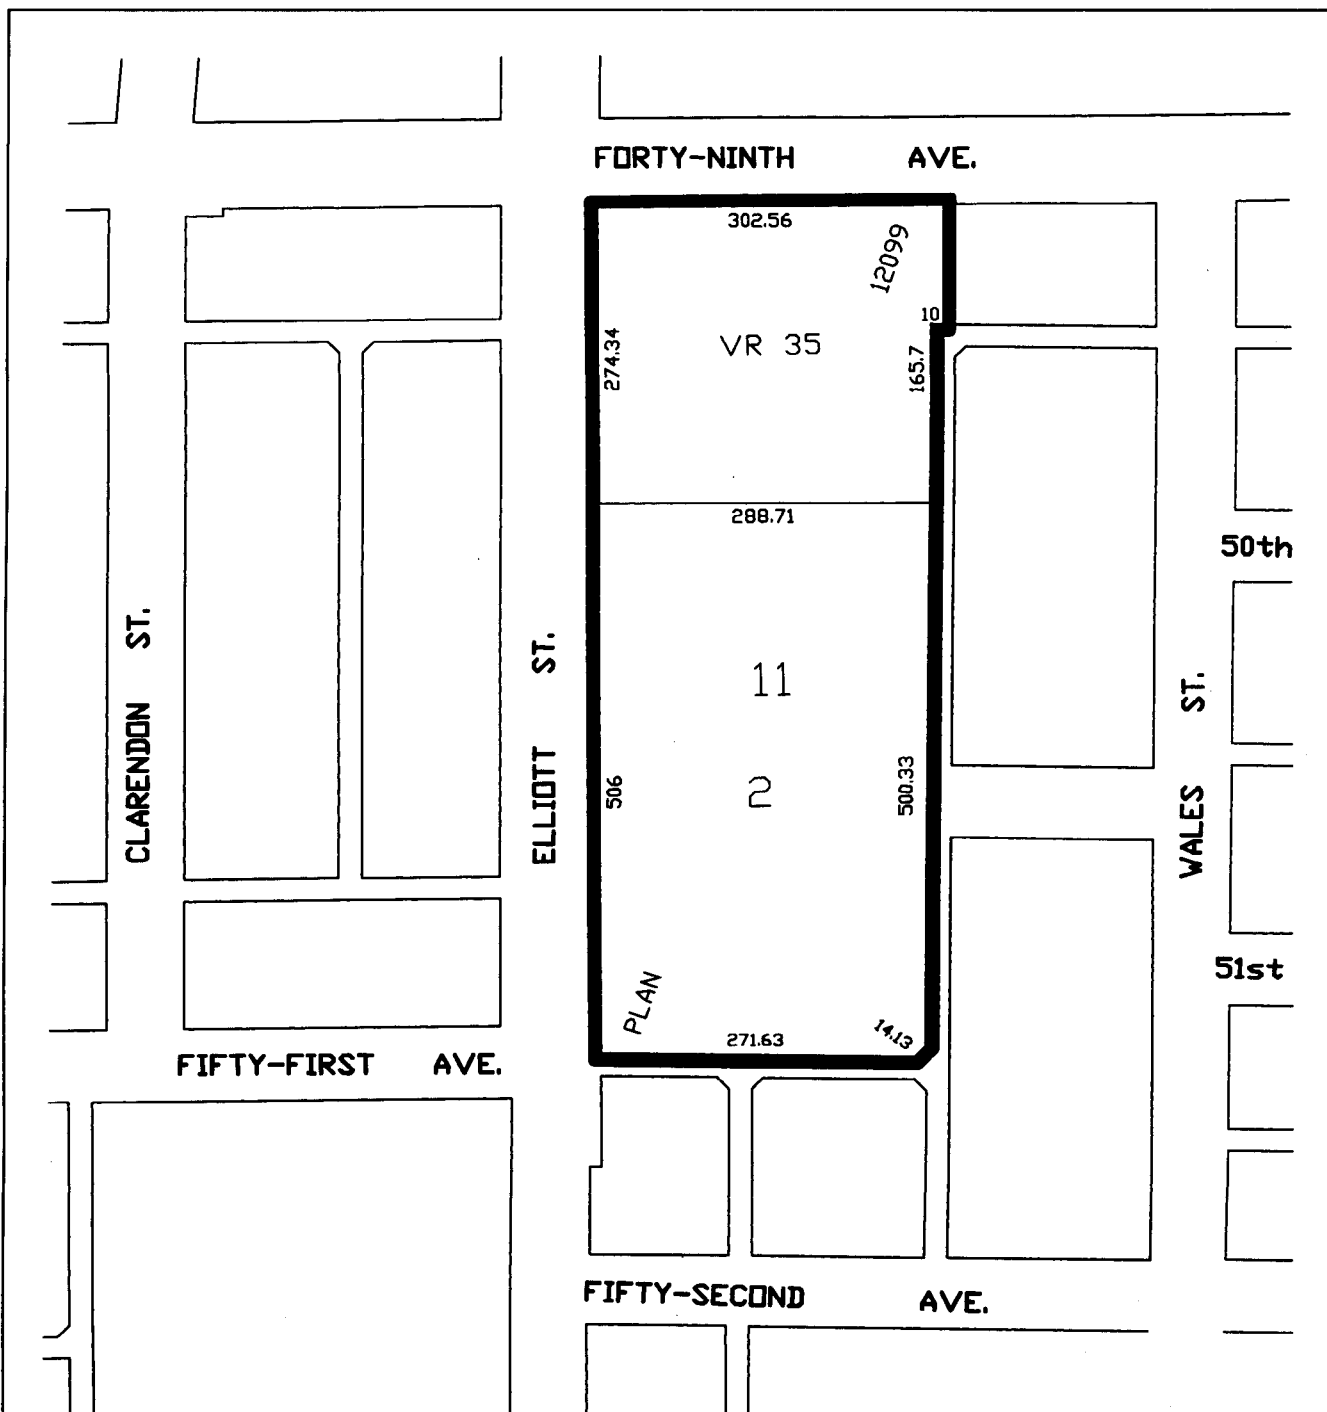 FORTY-NINTH AVE.
302.56
12099
10
VR 35
274.34
165.7
288.71
50th
CLARENDON ST.
ELLIOTT ST.
11
WALES ST.
2
506
500.33
51st
PLAN
14.13
271.63
FIFTY-FIRST AVE.
FIFTY-SECOND AVE.